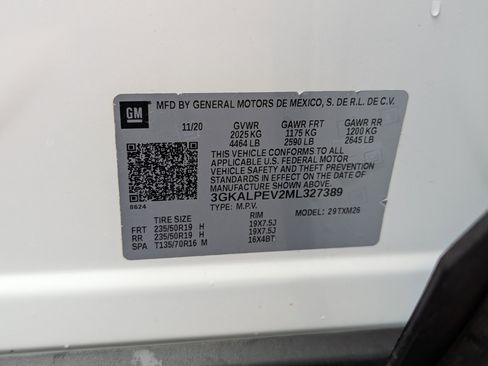 GM
MFD BY GENERAL MOTORS DE MEXICO, S. DE R.L. DE C.V.
11/20 GVWR GAWR FRT GAWR RR
2025 KG 1175 KG 1200 KG
4464 LB 2590 LB 2645 LB
THIS VEHICLE CONFORMS TO ALL
APPLICABLE U.S. FEDERAL MOTOR
VEHICLE SAFETY AND THEFT PREVENTION
STANDARDS IN EFFECT ON THE DATE OF
MANUFACTURE SHOWN ABOVE.
3GKALPEV2ML327389
0624 TYPE: M.P.V.
TIRE SIZE RIM MODEL: 29TXM26
FRT 235/50R19 H 19X7.5J
RR 235/50R19 H 19X7.5J
SPA T135/70R16 M 16X4BT